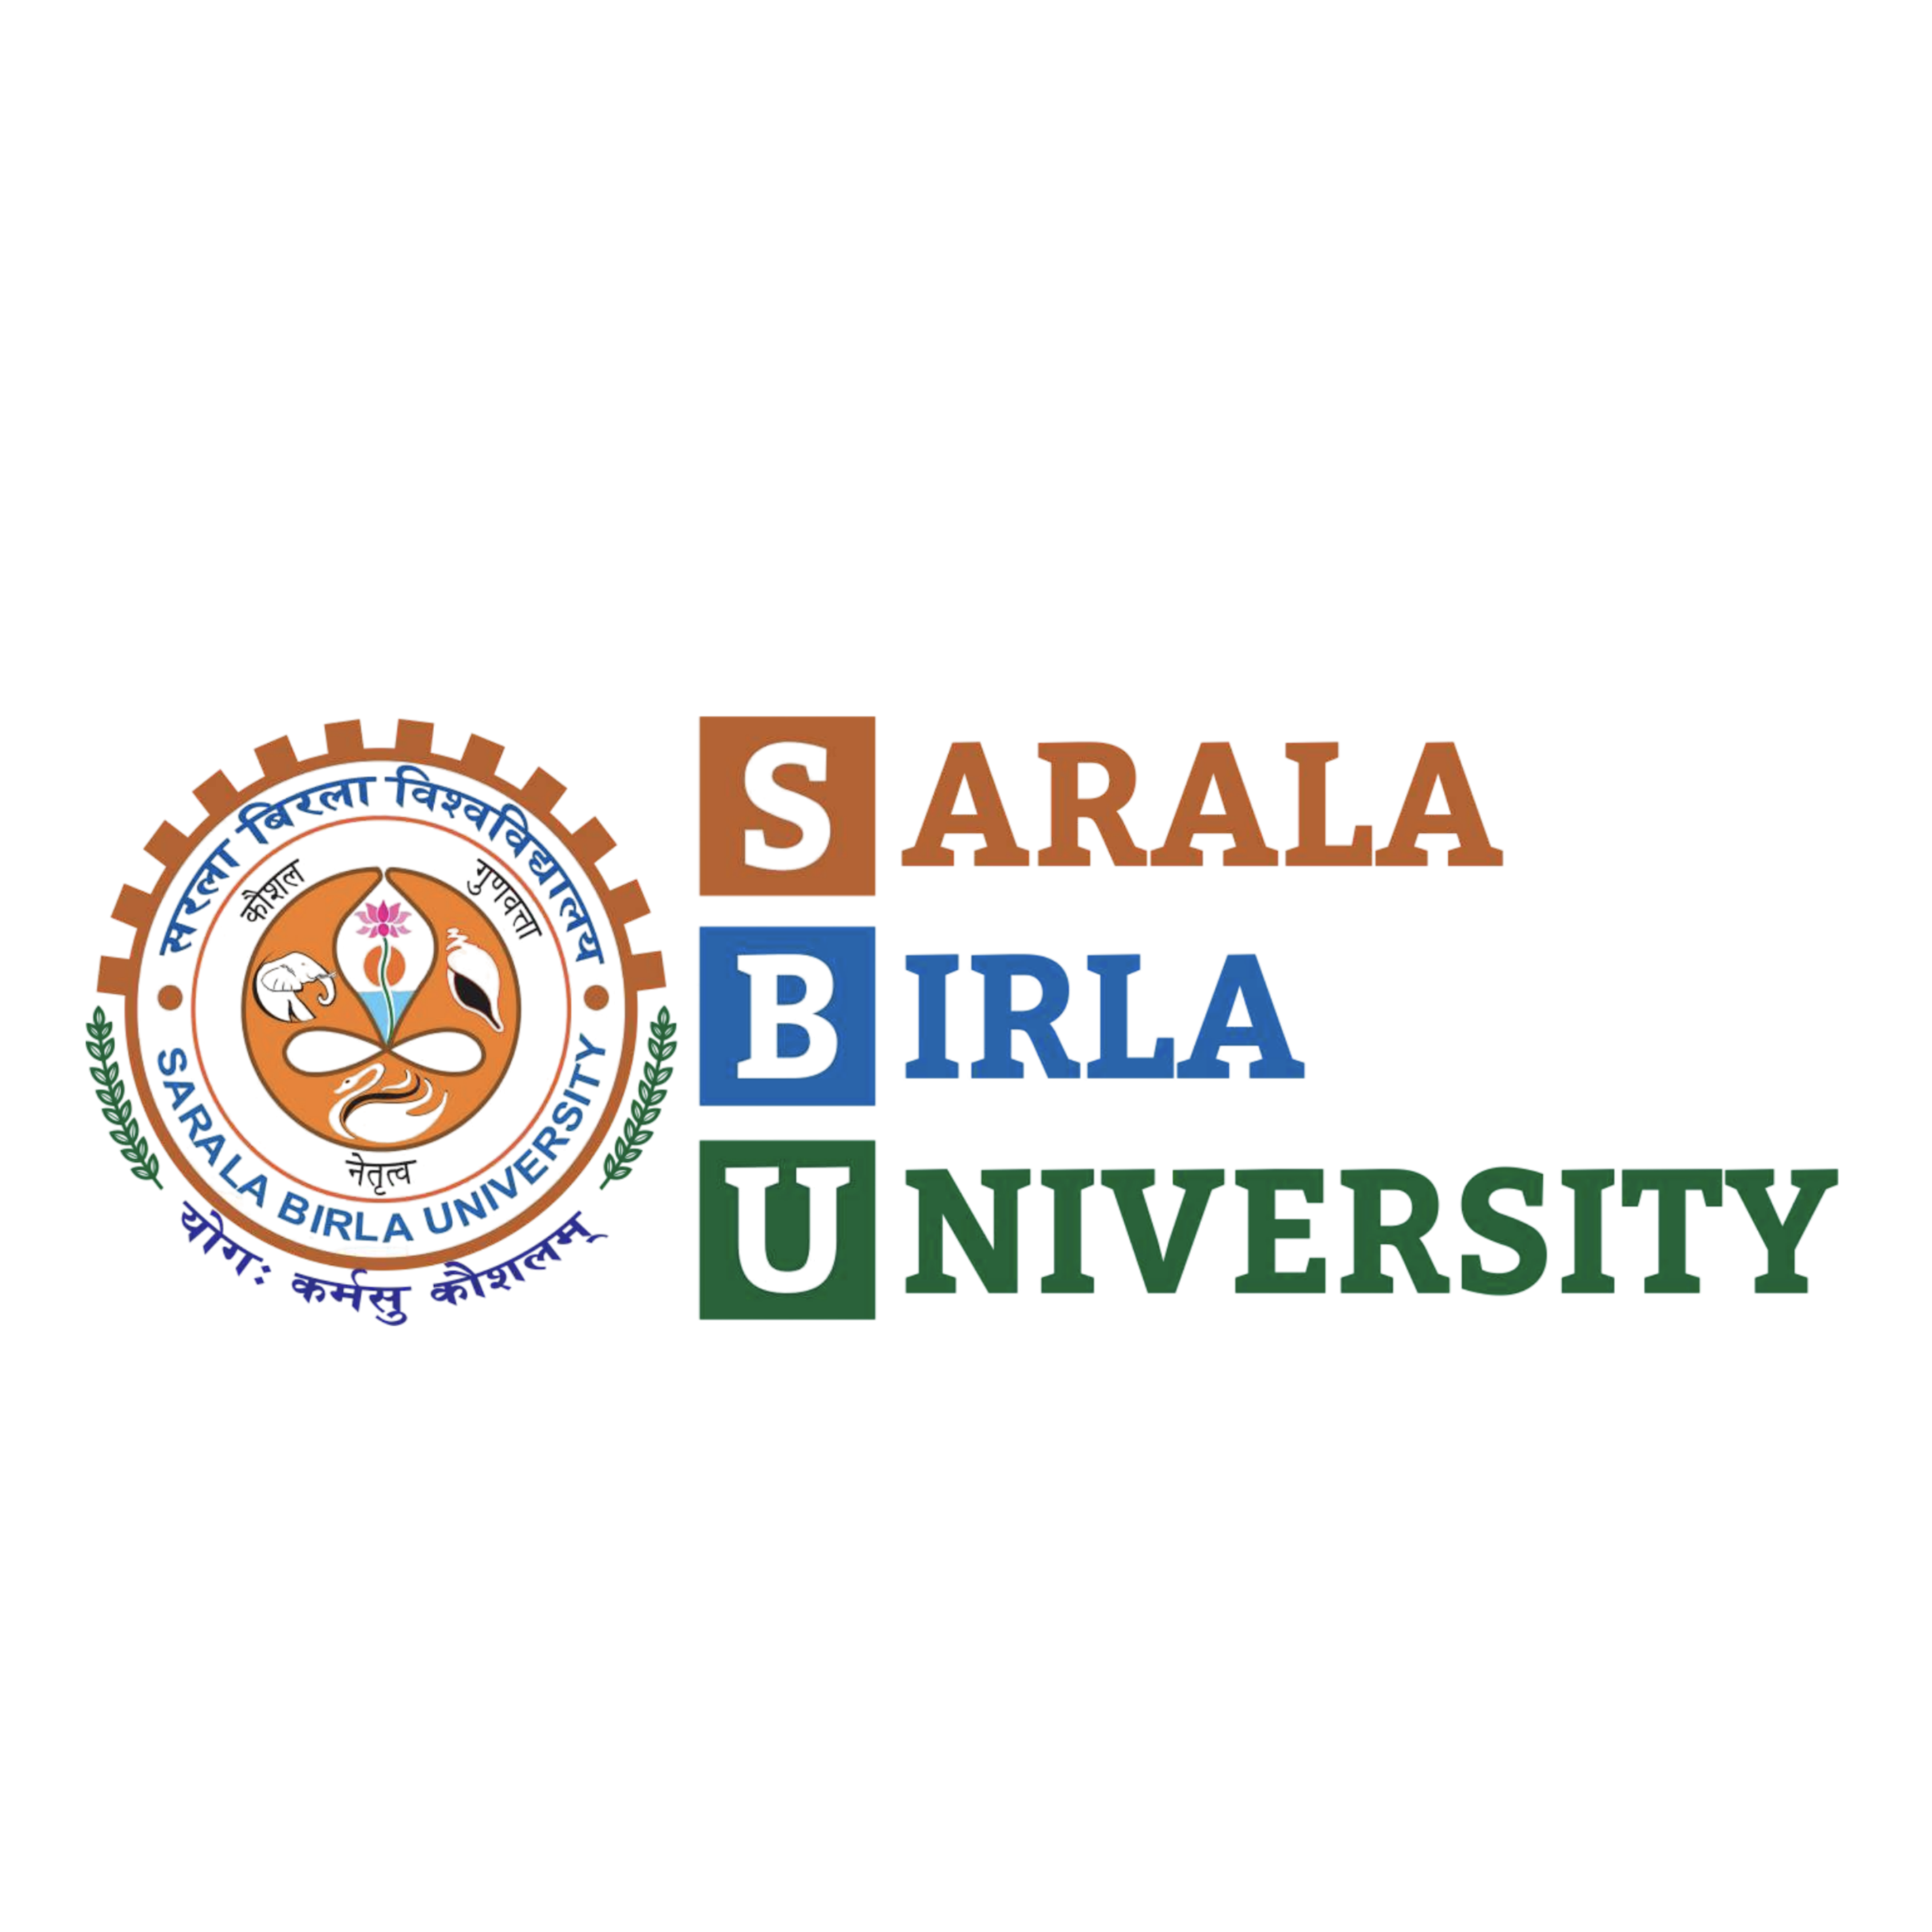 सरला बिरला विश्वविद्यालय
कौशल
गुणवत्ता
नेतृत्व
SARALA BIRLA UNIVERSITY
योगः कर्मसु कौशलम्
SARALA
BIRLA
UNIVERSITY